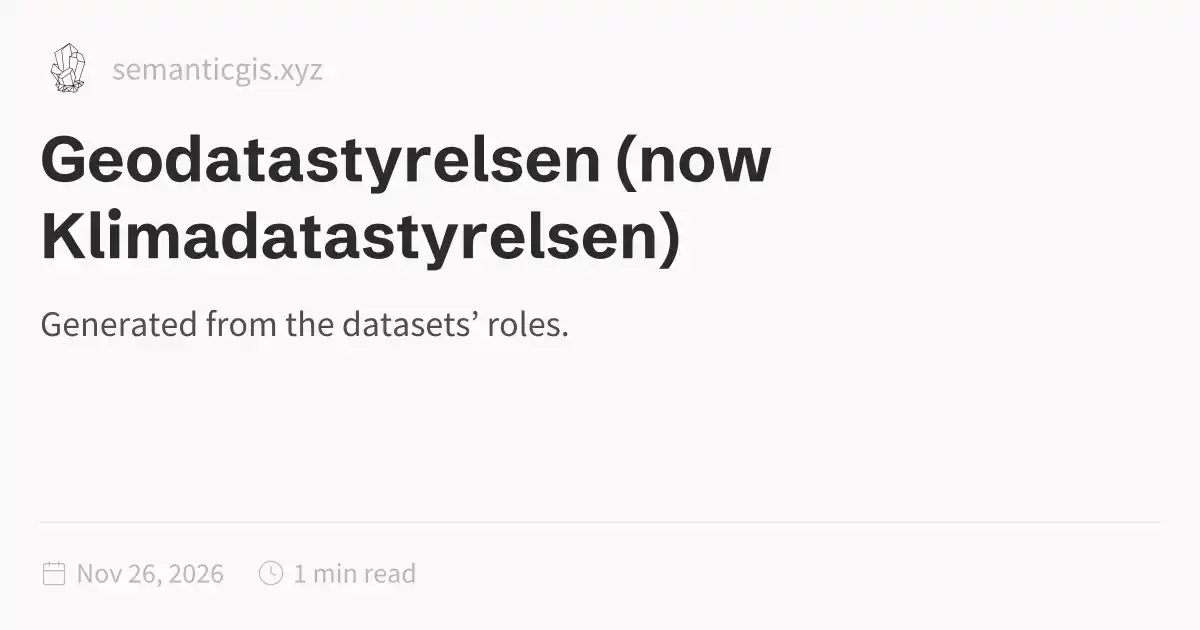 semanticgis.xyz
Geodatastyrelsen (now
Klimadatastyrelsen)
Generated from the datasets’ roles.
Nov 26, 2026 1 min read